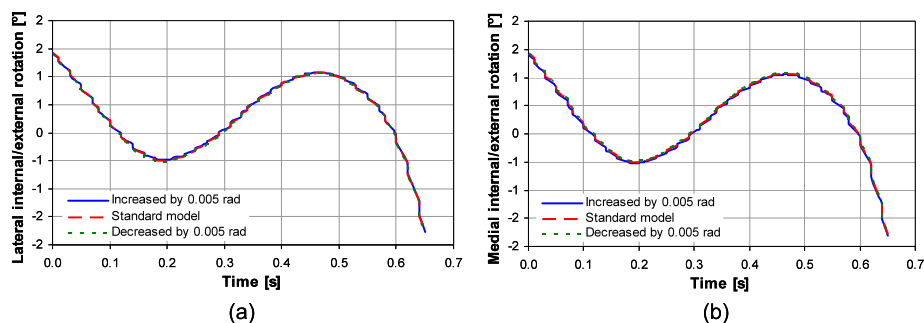 Lateral internal/external rotation [º]
2
2
1
1
0
-1
-1
-2
-2
Increased by 0.005 rad
Standard model
Decreased by 0.005 rad
0.0 0.1 0.2 0.3 0.4 0.5 0.6 0.7
Time [s]
(a)
Medial internal/external rotation [º]
2
2
1
1
0
-1
-1
-2
-2
Increased by 0.005 rad
Standard model
Decreased by 0.005 rad
0.0 0.1 0.2 0.3 0.4 0.5 0.6 0.7
Time [s]
(b)